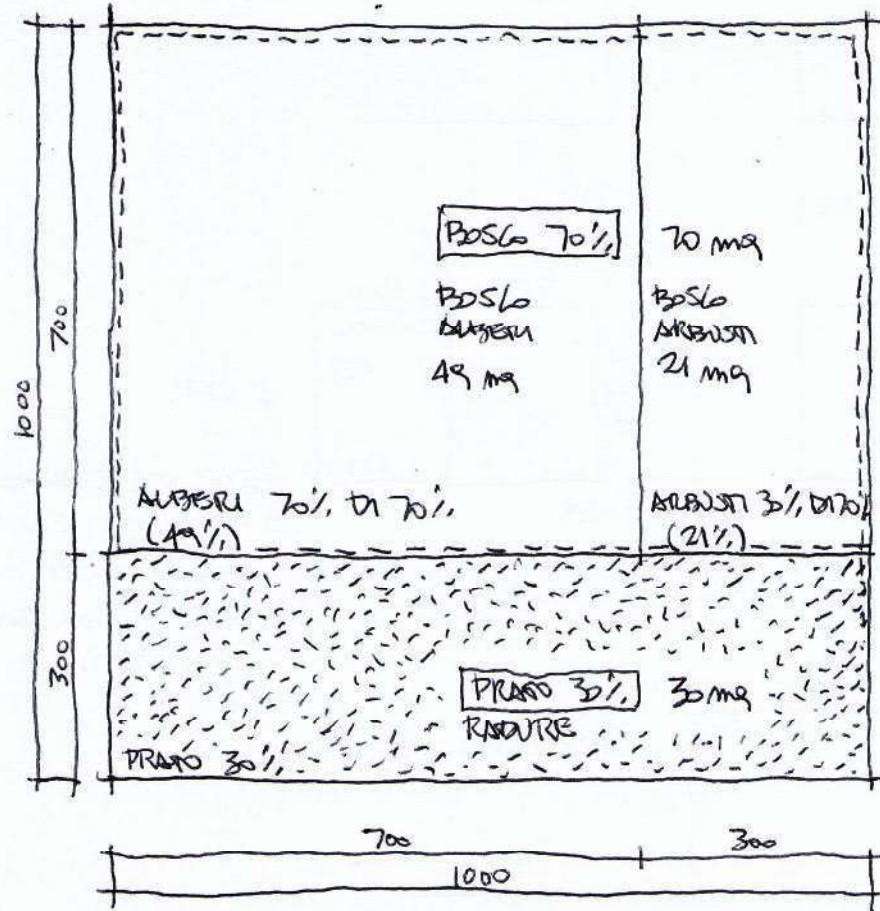 BOSCO 70%
70 mq
BOSCO
ALBERI
49 mq
BOSCO
ARBUSTI
21 mq
ALBERI 70% DI 70%
(49%)
ARBUSTI 30% DI 70%
(21%)
PRATO 30%
30 mq
RADURE
PRATO 30%
1000
700
300
700
300
1000